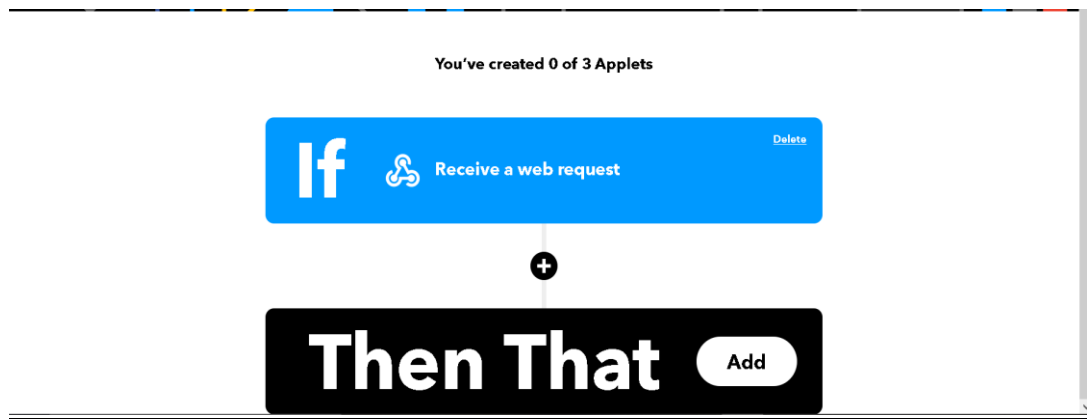 You've created 0 of 3 Applets
Delete
If Receive a web request
Then That Add